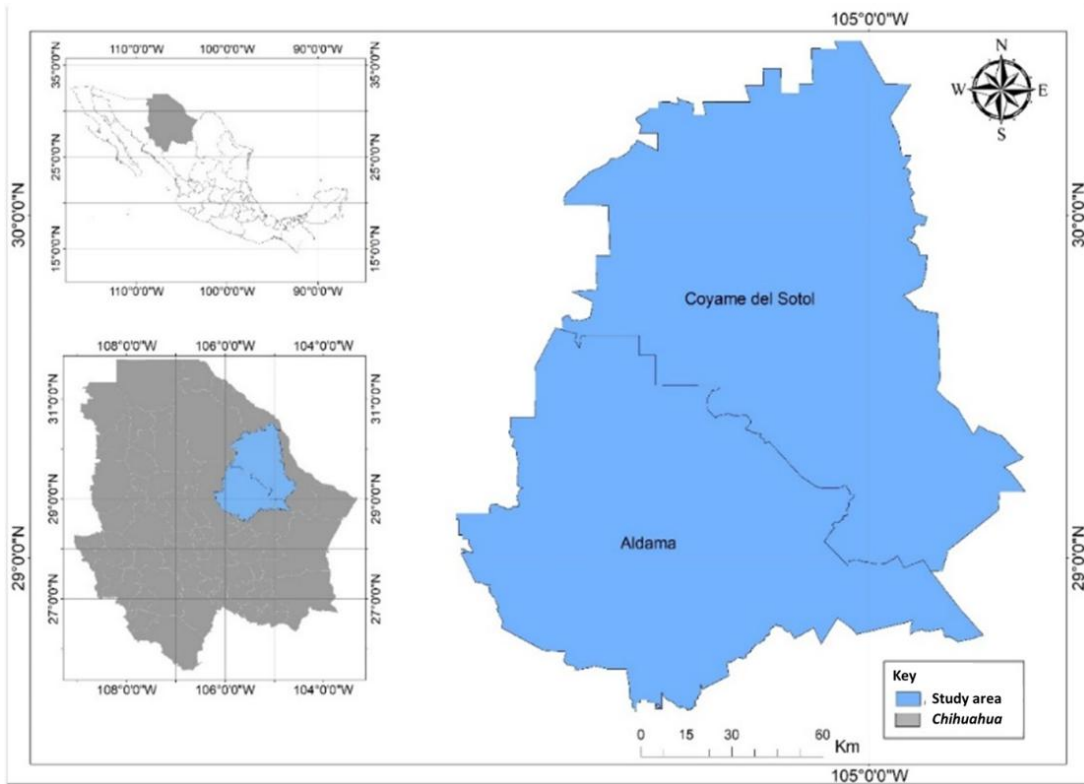 105°0'0"W
110°0'0"W 100°0'0"W 90°0'0"W
35°0'0"N
25°0'0"N
15°0'0"N
35°0'0"N
25°0'0"N
15°0'0"N
110°0'0"W 100°0'0"W 90°0'0"W
N
W E
S
30°0'0"N
30°0'0"N
Coyame del Sotol
108°0'0"W 106°0'0"W 104°0'0"W
31°0'0"N
29°0'0"N
27°0'0"N
31°0'0"N
29°0'0"N
27°0'0"N
108°0'0"W 106°0'0"W 104°0'0"W
Aldama
29°0'0"N
29°0'0"N
Key
Study area
Chihuahua
0 15 30 60
Km
105°0'0"W